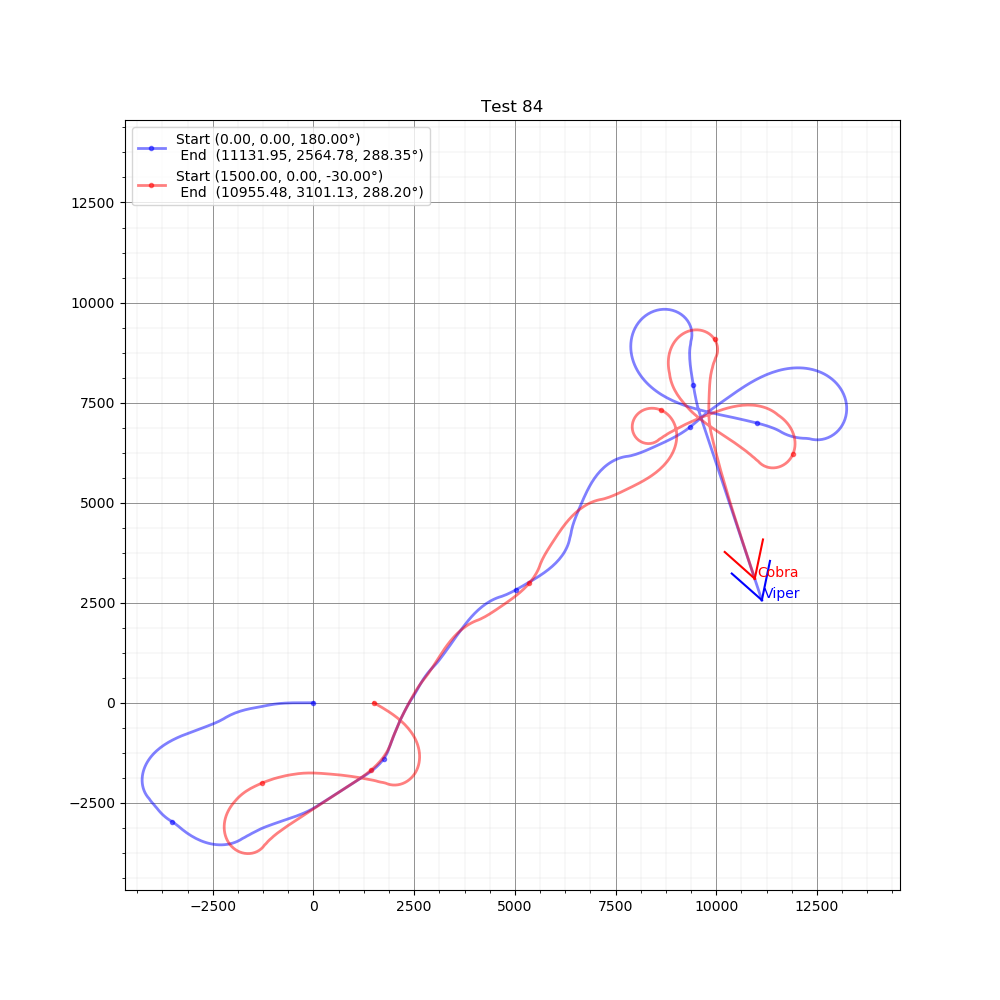 Test 84
Start (0.00, 0.00, 180.00°)
End  (11131.95, 2564.78, 288.35°)
Start (1500.00, 0.00, -30.00°)
End  (10955.48, 3101.13, 288.20°)
12500
10000
7500
5000
2500
0
−2500
Cobra
Viper
−2500
0
2500
5000
7500
10000
12500